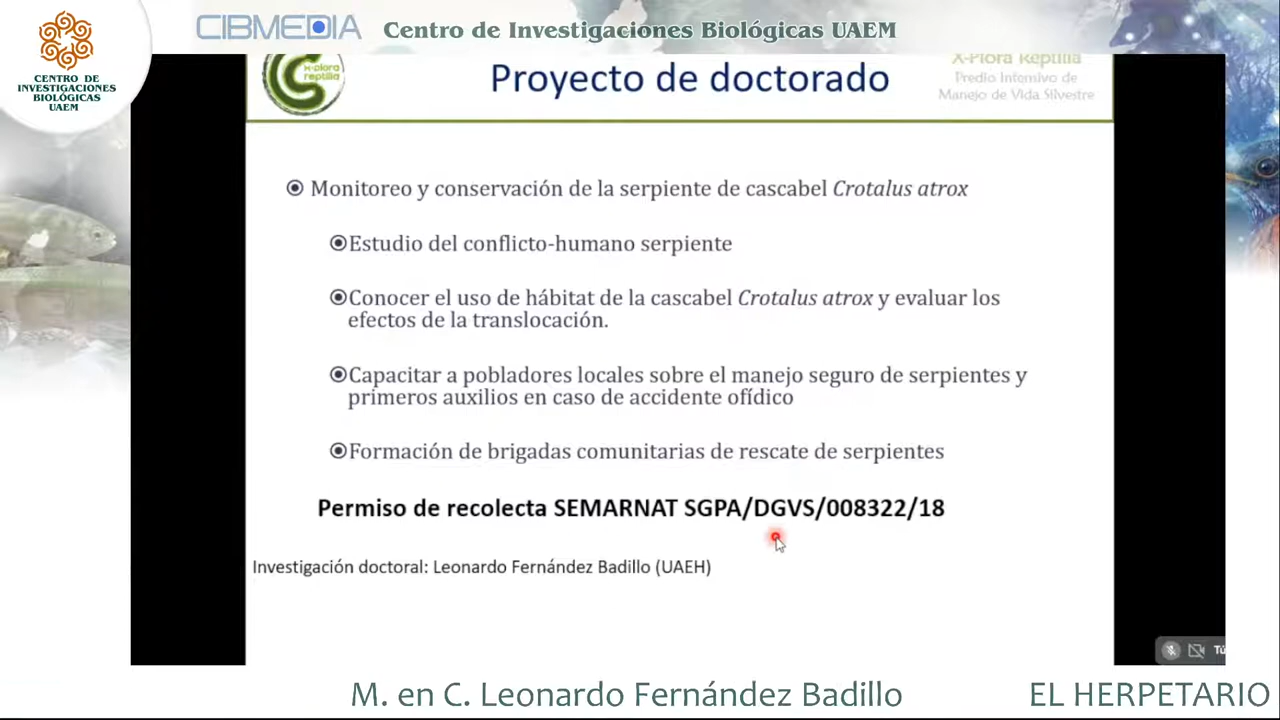 CIBMEDIA Centro de Investigaciones Biológicas UAEM
CENTRO DE
INVESTIGACIONES
BIOLÓGICAS
UAEM
X-plora
reptilia
Proyecto de doctorado
X-Plora Reptilia
Predio Intensivo de
Manejo de Vida Silvestre
Monitoreo y conservación de la serpiente de cascabel Crotalus atrox
Estudio del conflicto-humano serpiente
Conocer el uso de hábitat de la cascabel Crotalus atrox y evaluar los
efectos de la translocación.
Capacitar a pobladores locales sobre el manejo seguro de serpientes y
primeros auxilios en caso de accidente ofídico
Formación de brigadas comunitarias de rescate de serpientes
Permiso de recolecta SEMARNAT SGPA/DGVS/008322/18
Investigación doctoral: Leonardo Fernández Badillo (UAEH)
Tú
M. en C. Leonardo Fernández Badillo EL HERPETARIO